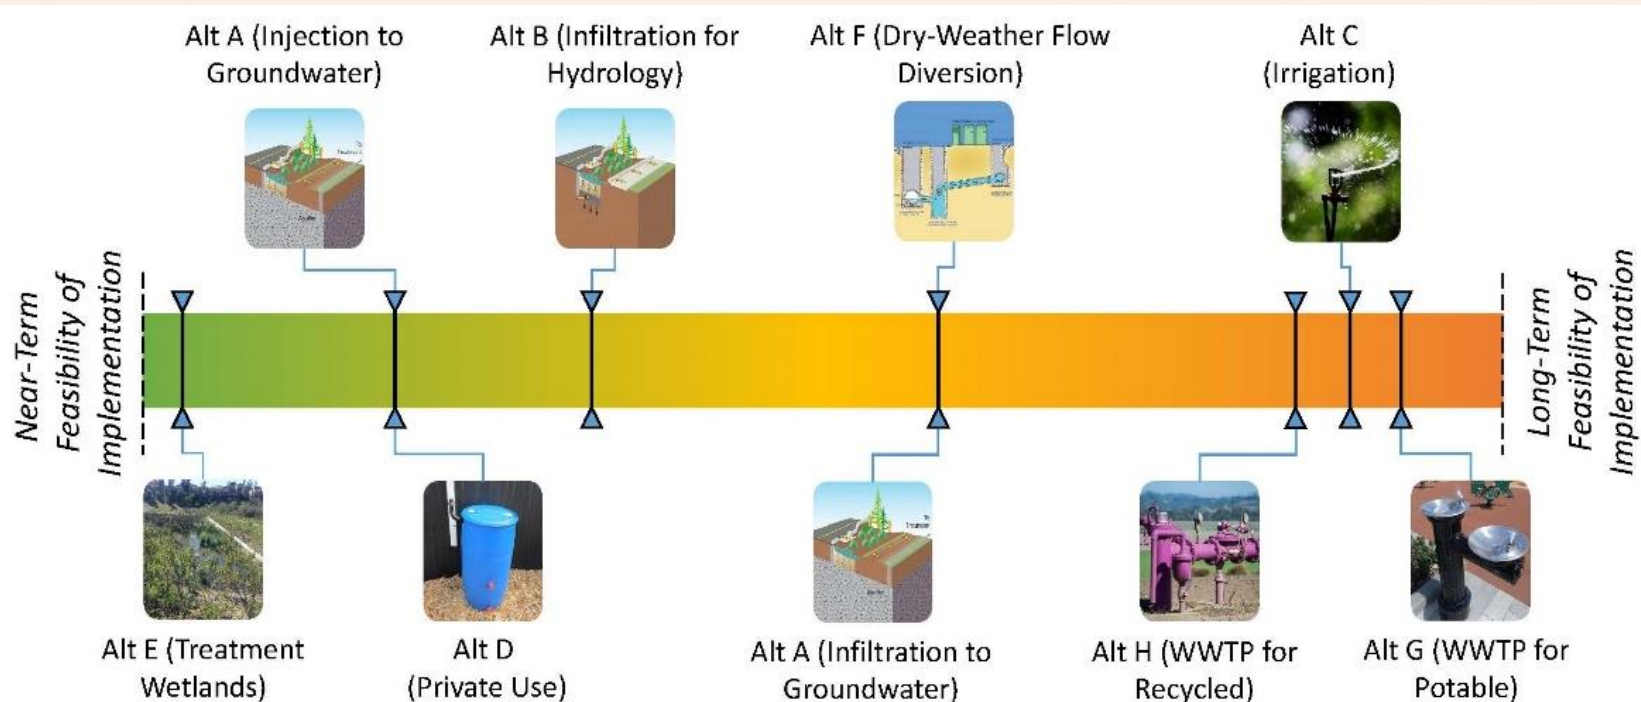 Alt A (Injection to
Groundwater)
Alt B (Infiltration for
Hydrology)
Alt F (Dry-Weather Flow
Diversion)
Alt C
(Irrigation)
Near-Term
Feasibility of
Implementation
Long-Term
Feasibility of
Implementation
Alt E (Treatment
Wetlands)
Alt D
(Private Use)
Alt A (Infiltration to
Groundwater)
Alt H (WWTP for
Recycled)
Alt G (WWTP for
Potable)